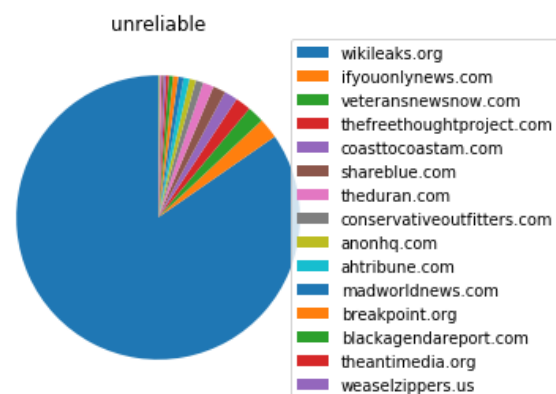 unreliable
wikileaks.org
ifyouonlynews.com
veteransnewsnow.com
thefreethoughtproject.com
coasttocoastam.com
shareblue.com
theduran.com
conservativeoutfitters.com
anonhq.com
ahtribune.com
madworldnews.com
breakpoint.org
blackagendareport.com
theantimedia.org
weaselzippers.us